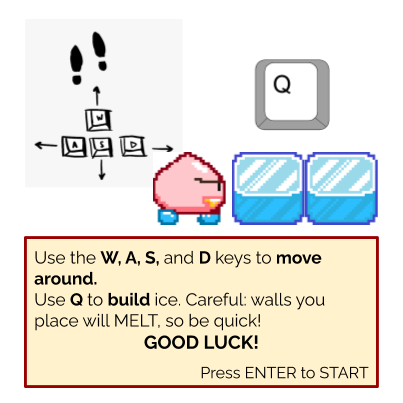 Q
W
A S D
Use the W, A, S, and D keys to move
around.
Use Q to build ice. Careful: walls you
place will MELT, so be quick!
GOOD LUCK!
Press ENTER to START